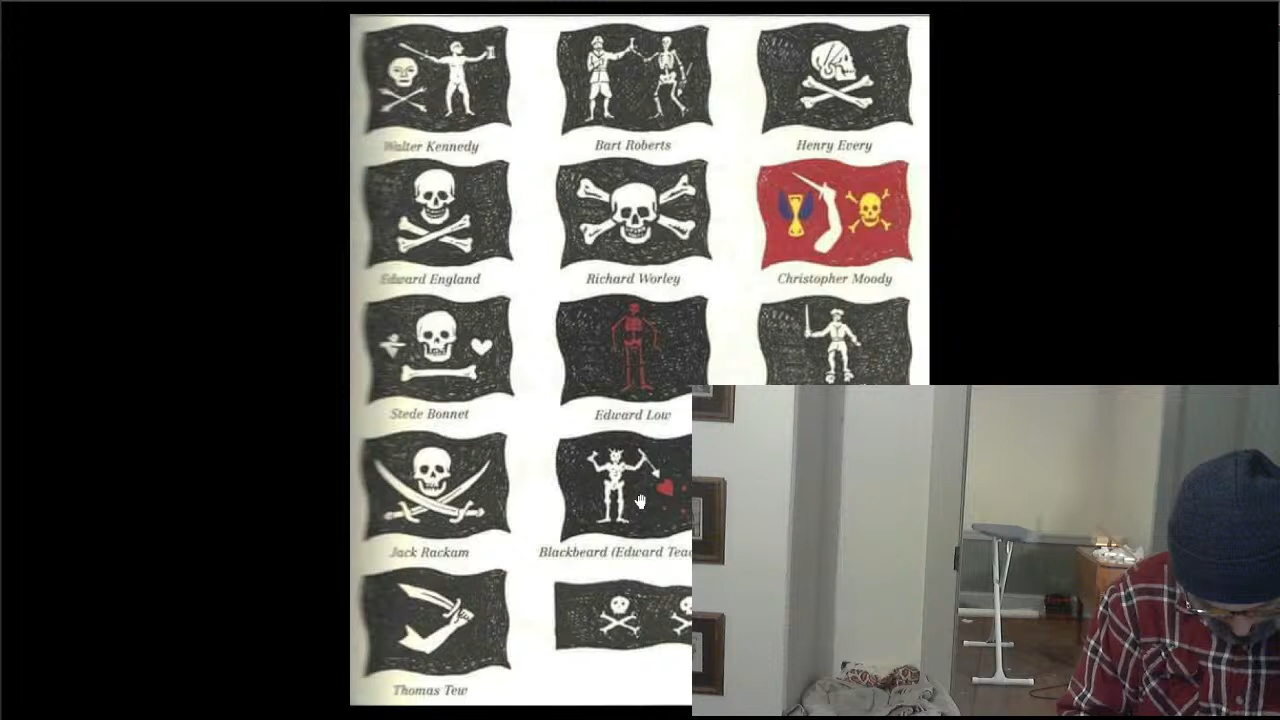 Walter Kennedy
Bart Roberts
Henry Every
Edward England
Richard Worley
Christopher Moody
Stede Bonnet
Edward Low
Jack Rackam
Blackbeard (Edward Teac
Thomas Tew